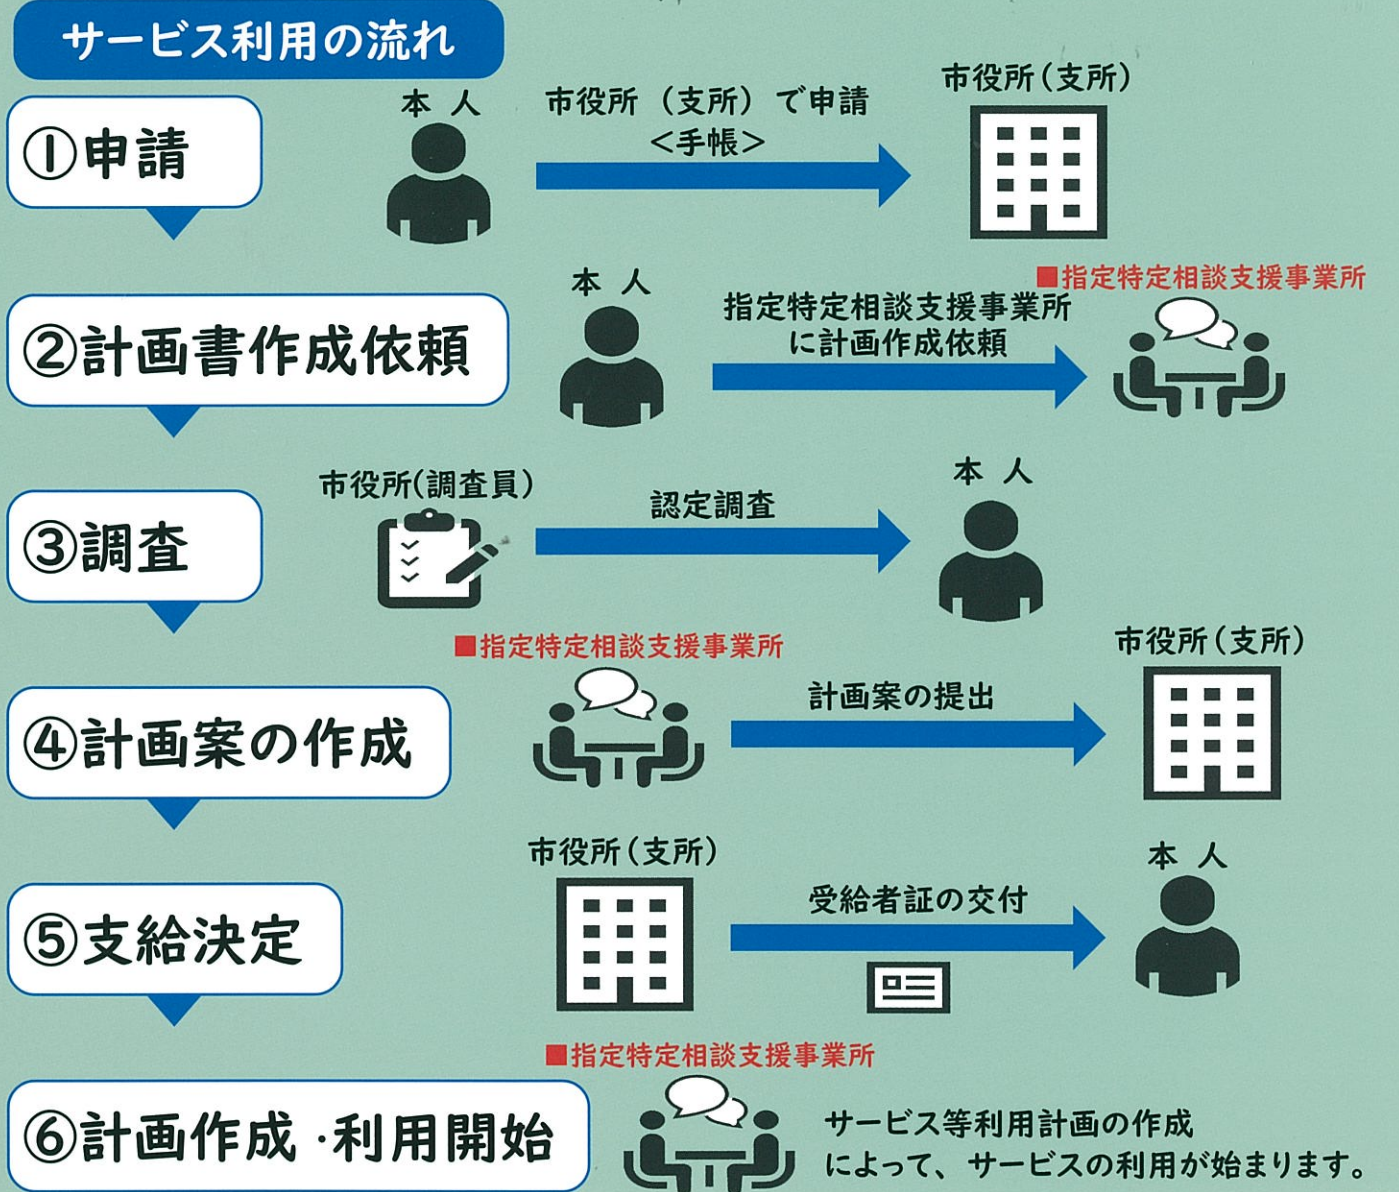 サービス利用の流れ
①申請
本人
市役所（支所）で申請
＜手帳＞
市役所（支所）
②計画書作成依頼
本人
指定特定相談支援事業所
に計画作成依頼
■指定特定相談支援事業所
③調査
市役所(調査員)
認定調査
本人
④計画案の作成
■指定特定相談支援事業所
計画案の提出
市役所（支所）
⑤支給決定
市役所（支所）
受給者証の交付
本人
⑥計画作成・利用開始
■指定特定相談支援事業所
サービス等利用計画の作成
によって、サービスの利用が始まります。